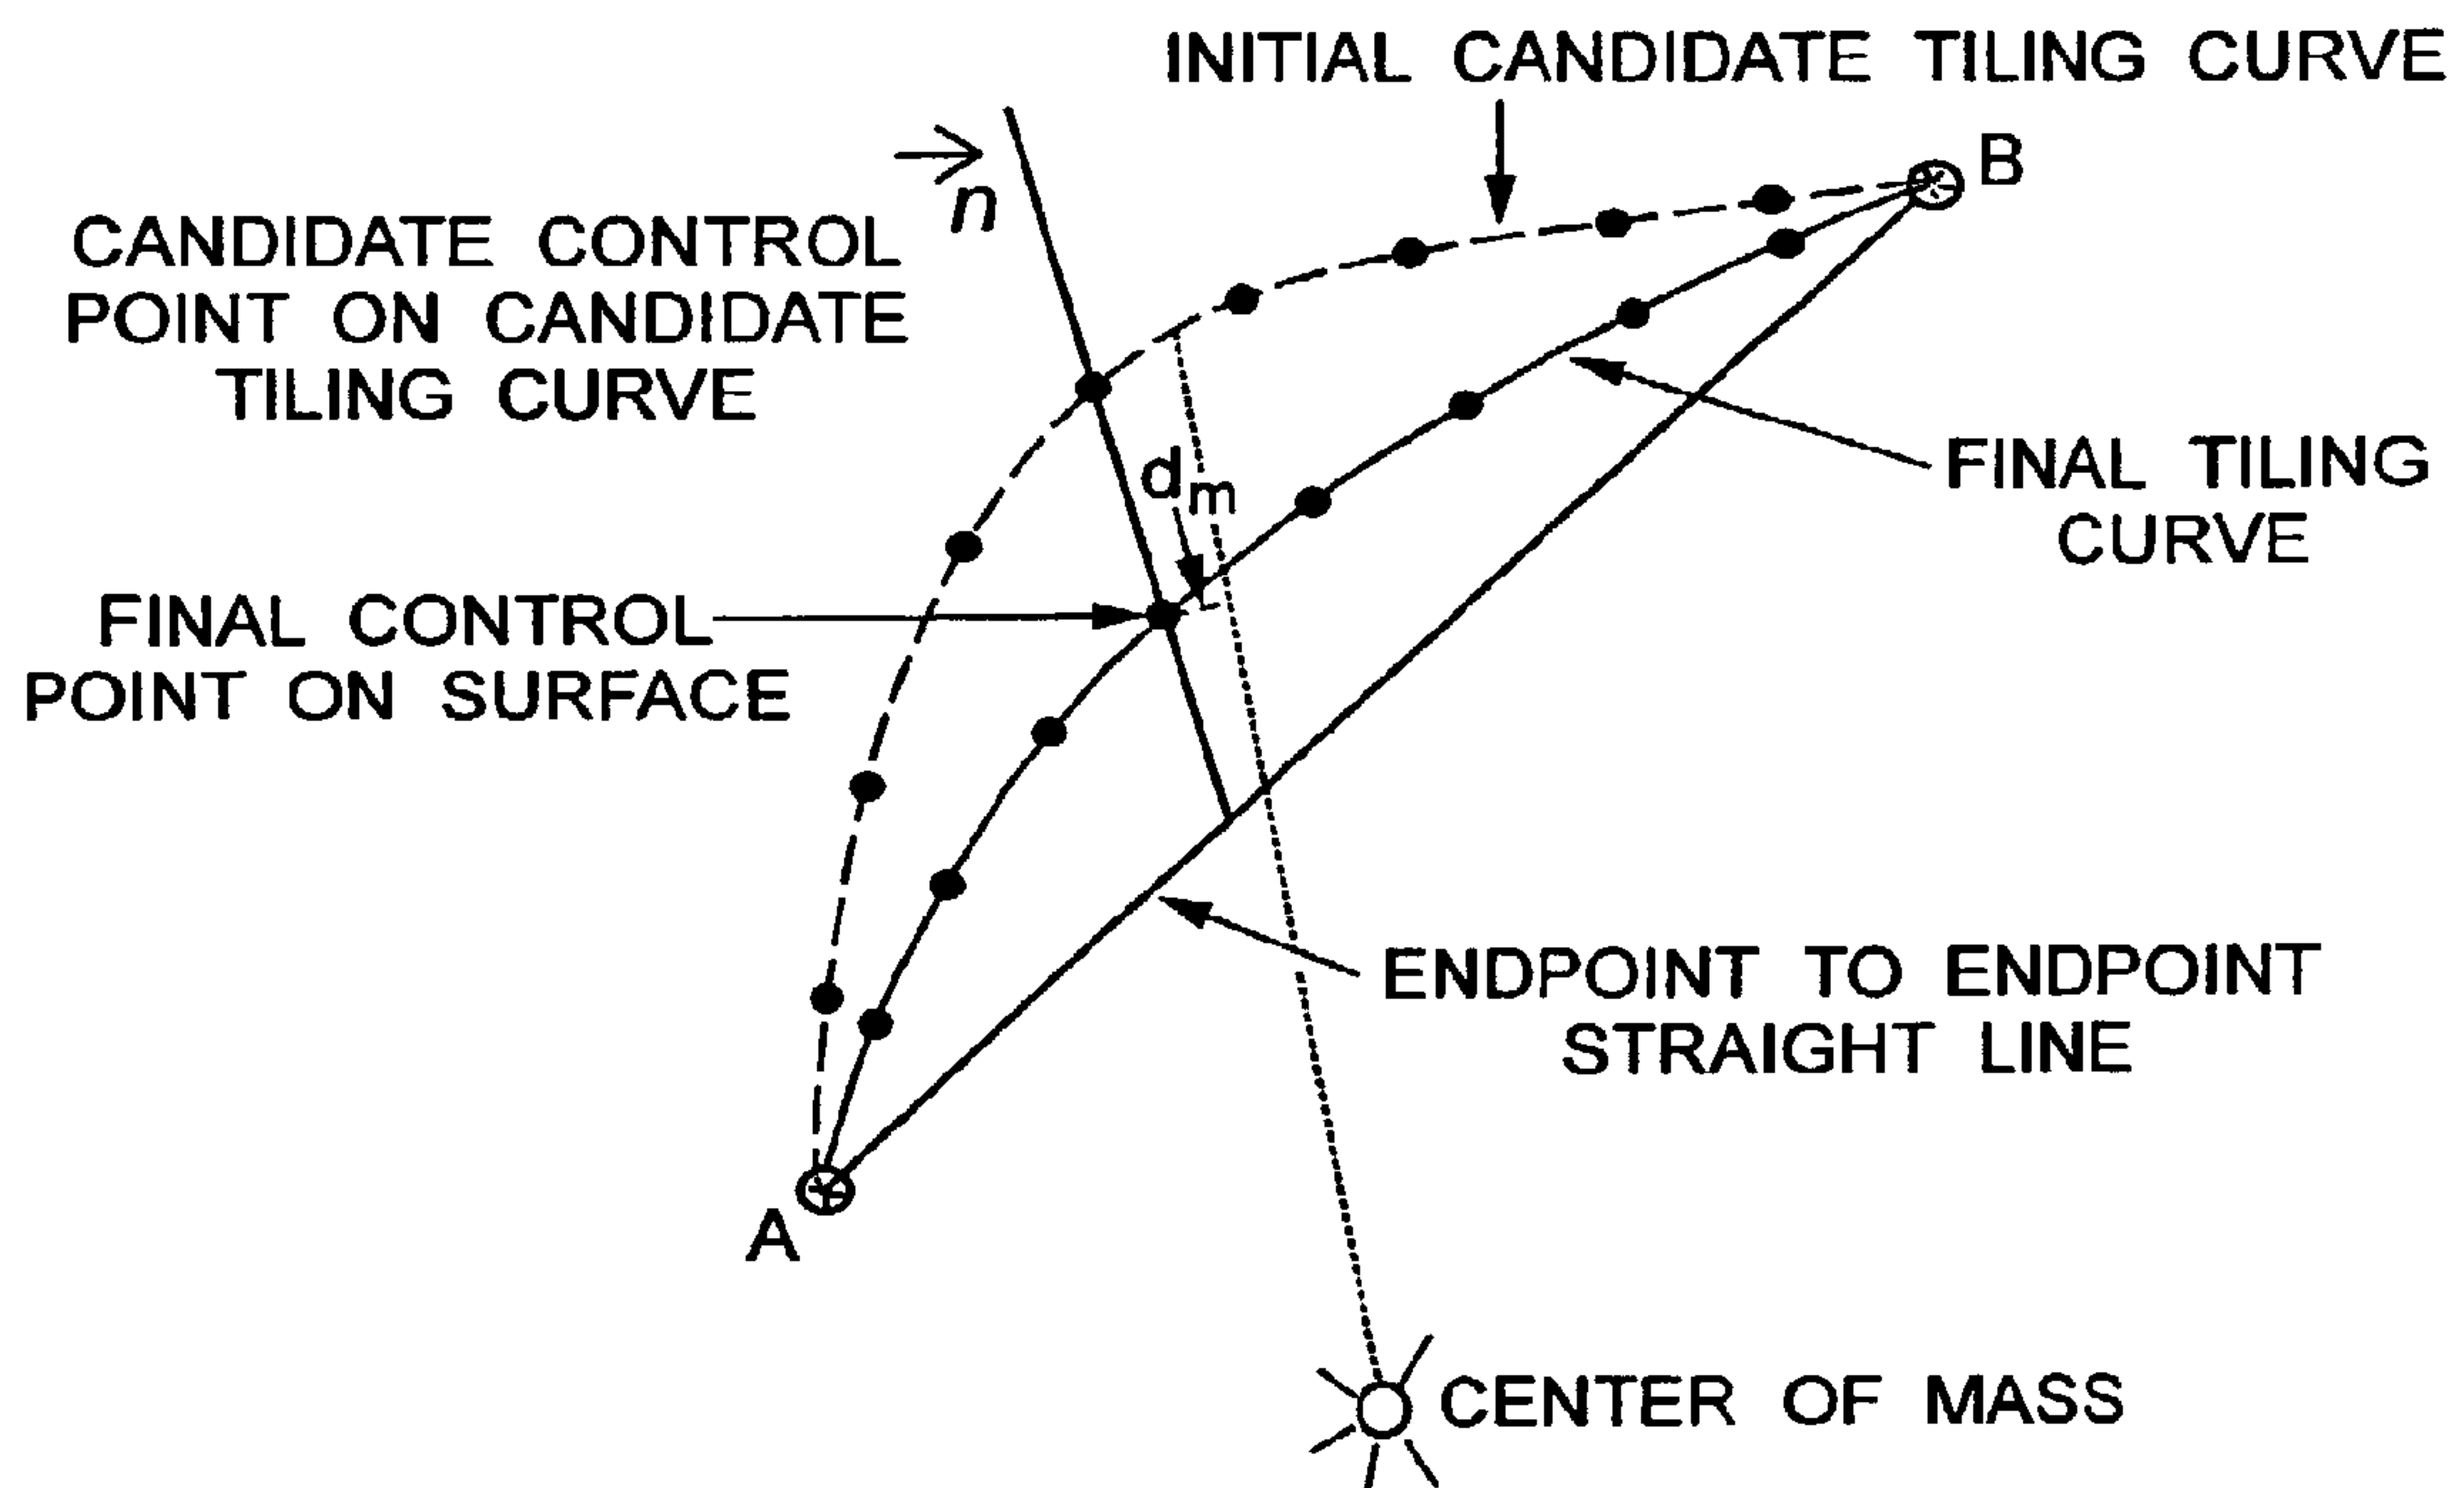 INITIAL CANDIDATE TILING CURVE
B
n
CANDIDATE CONTROL
POINT ON CANDIDATE
TILING CURVE
dm
FINAL TILING
CURVE
FINAL CONTROL
POINT ON SURFACE
ENDPOINT TO ENDPOINT
STRAIGHT LINE
A
CENTER OF MASS